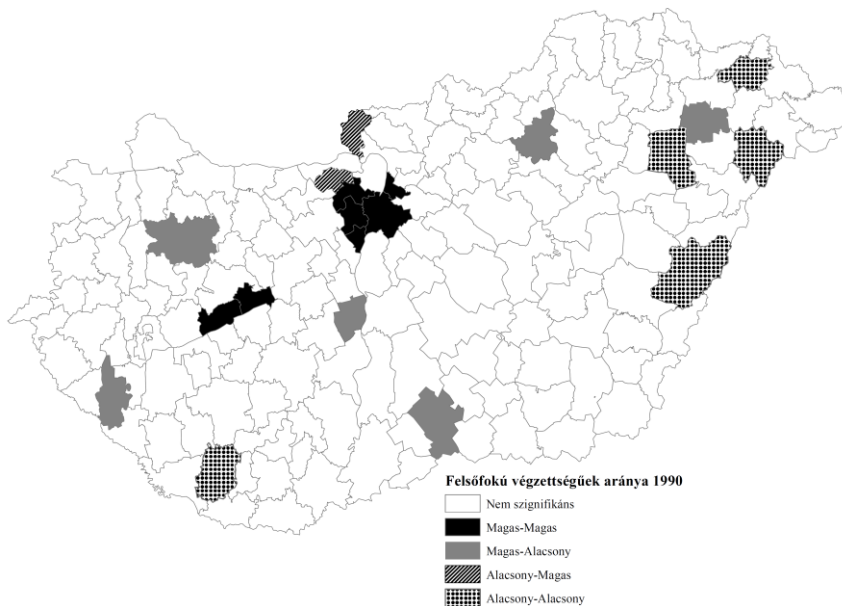 Felsőfokú végzettségűek aránya 1990
Nem szignifikáns
Magas-Magas
Magas-Alacsony
Alacsony-Magas
Alacsony-Alacsony